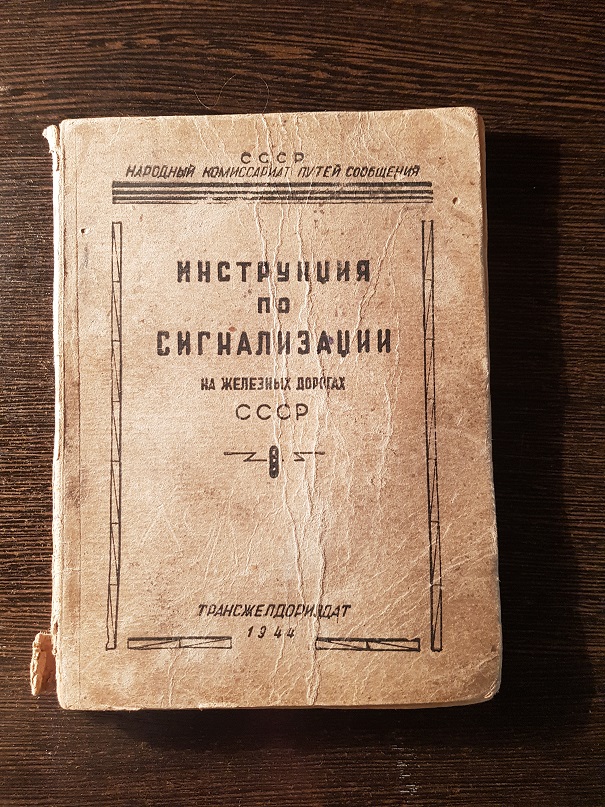 СССР
НАРОДНЫЙ КОМИССАРИАТ ПУТЕЙ СООБЩЕНИЯ
ИНСТРУКЦИЯ
ПО
СИГНАЛИЗАЦИИ
НА ЖЕЛЕЗНЫХ ДОРОГАХ
СССР
ТРАНСЖЕЛДОРИЗДАТ
1944